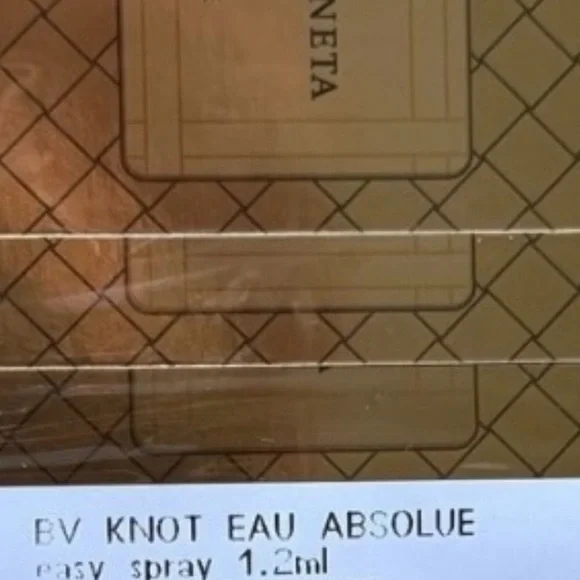 NETA
BV KNOT EAU ABSOLUE
easy spray 1.2ml